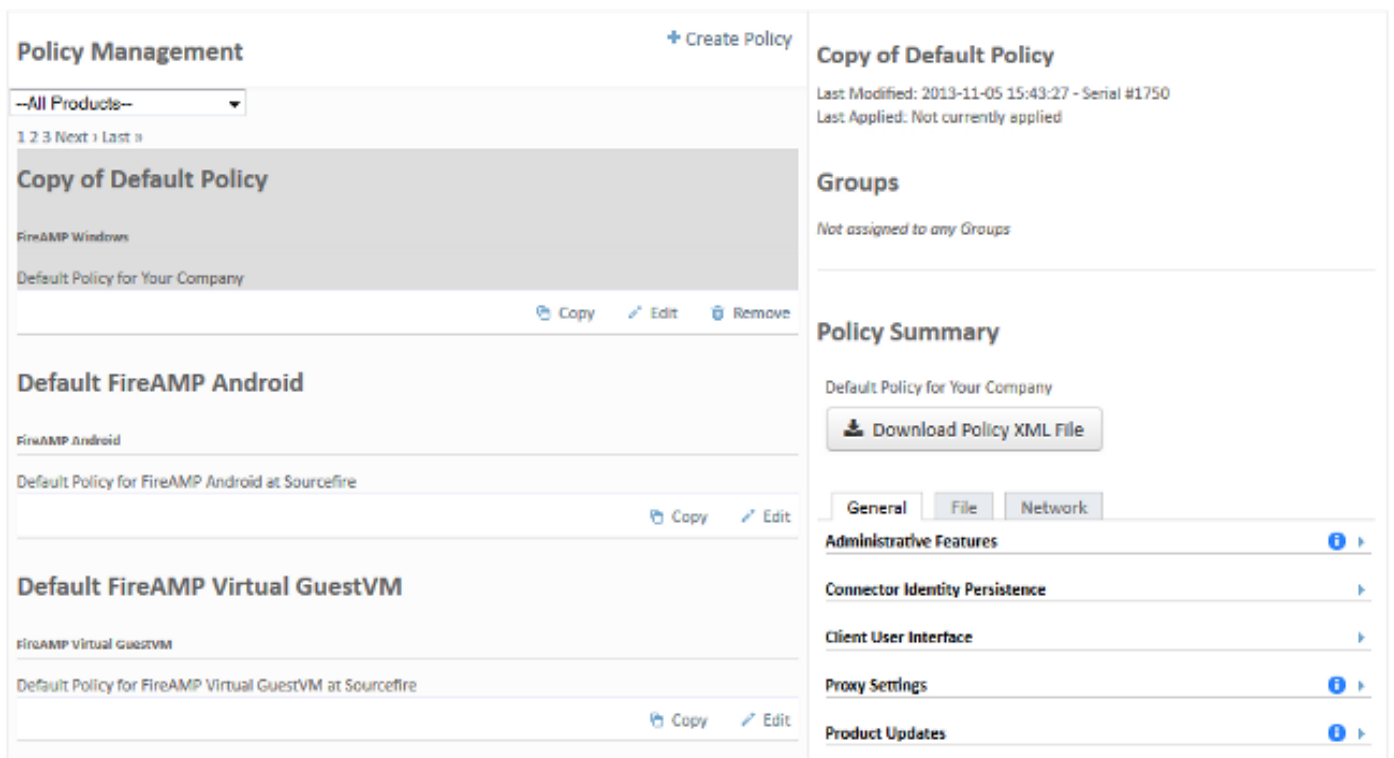 Policy Management
+ Create Policy
--All Products--
1 2 3 Next › Last »
Copy of Default Policy
FireAMP Windows
Default Policy for Your Company
Copy Edit Remove
Default FireAMP Android
FireAMP Android
Default Policy for FireAMP Android at Sourcefire
Copy Edit
Default FireAMP Virtual GuestVM
FireAMP Virtual GuestVM
Default Policy for FireAMP Virtual GuestVM at Sourcefire
Copy Edit
Copy of Default Policy
Last Modified: 2013-11-05 15:43:27 - Serial #1750
Last Applied: Not currently applied
Groups
Not assigned to any Groups
Policy Summary
Default Policy for Your Company
Download Policy XML File
General File Network
Administrative Features
Connector Identity Persistence
Client User Interface
Proxy Settings
Product Updates